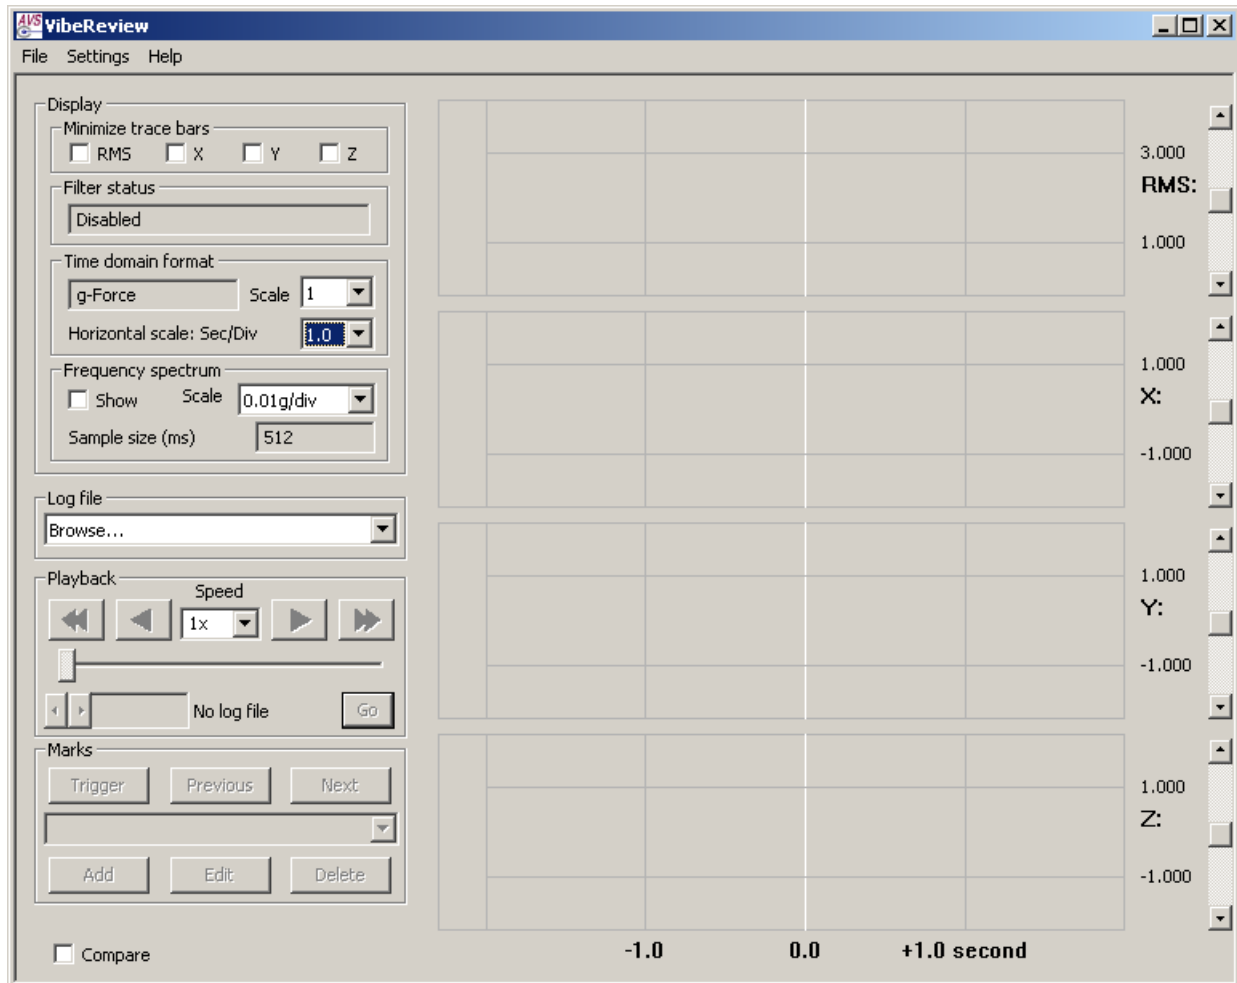 AVS VibeReview
File Settings Help
Display
Minimize trace bars
RMS X Y Z
Filter status
Disabled
Time domain format
g-Force Scale 1
Horizontal scale: Sec/Div 1.0
Frequency spectrum
Show Scale 0.01g/div
Sample size (ms) 512
Log file
Browse...
Playback
Speed
1x
No log file Go
Marks
Trigger Previous Next
Add Edit Delete
Compare
3.000
RMS:
1.000
1.000
X:
-1.000
1.000
Y:
-1.000
1.000
Z:
-1.000
-1.0 0.0 +1.0 second